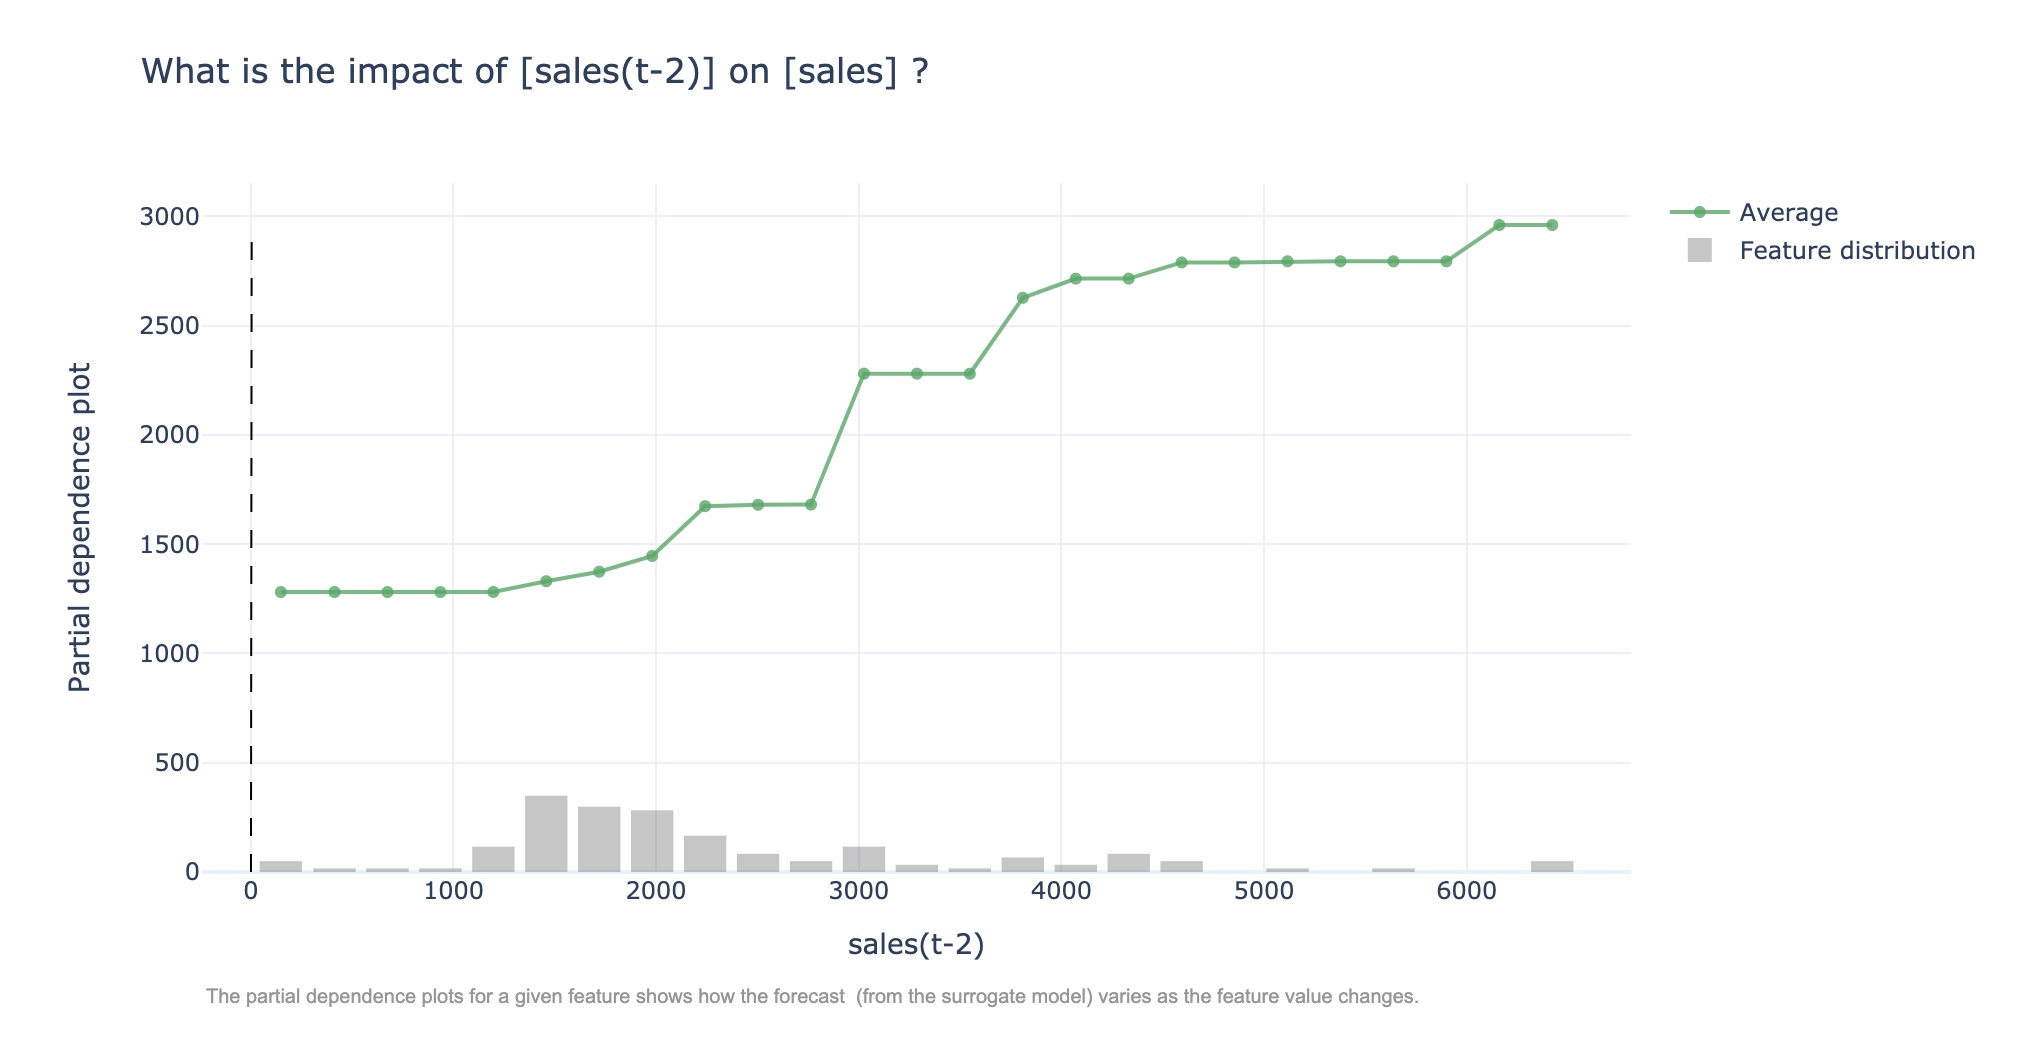 What is the impact of [sales(t-2)] on [sales] ?
Average
Feature distribution
Partial dependence plot
3000
2500
2000
1500
1000
500
0
0 1000 2000 3000 4000 5000 6000
sales(t-2)
The partial dependence plots for a given feature shows how the forecast  (from the surrogate model) varies as the feature value changes.